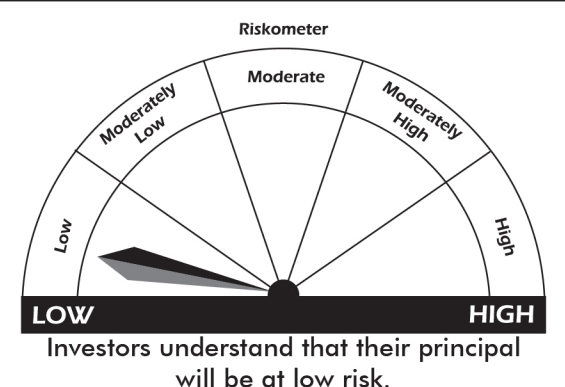 Riskometer
Moderate
Moderately
Low
Moderately
High
Low
High
LOW
HIGH
Investors understand that their principal
will be at low risk.